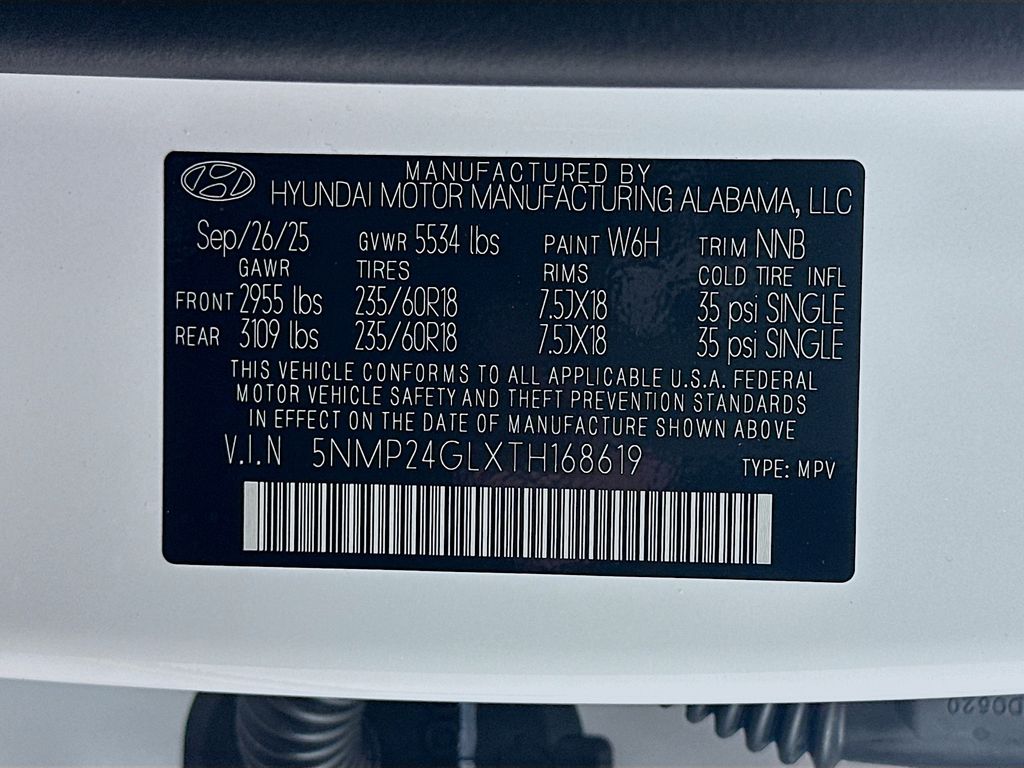 MANUFACTURED BY
HYUNDAI MOTOR MANUFACTURING ALABAMA, LLC
Sep/26/25 GVWR 5534 lbs PAINT W6H TRIM NNB
GAWR TIRES RIMS COLD TIRE INFL
FRONT 2955 lbs 235/60R18 7.5JX18 35 psi SINGLE
REAR 3109 lbs 235/60R18 7.5JX18 35 psi SINGLE
THIS VEHICLE CONFORMS TO ALL APPLICABLE U.S.A. FEDERAL
MOTOR VEHICLE SAFETY AND THEFT PREVENTION STANDARDS
IN EFFECT ON THE DATE OF MANUFACTURE SHOWN ABOVE
V.I.N 5NMP24GLXTH168619 TYPE: MPV